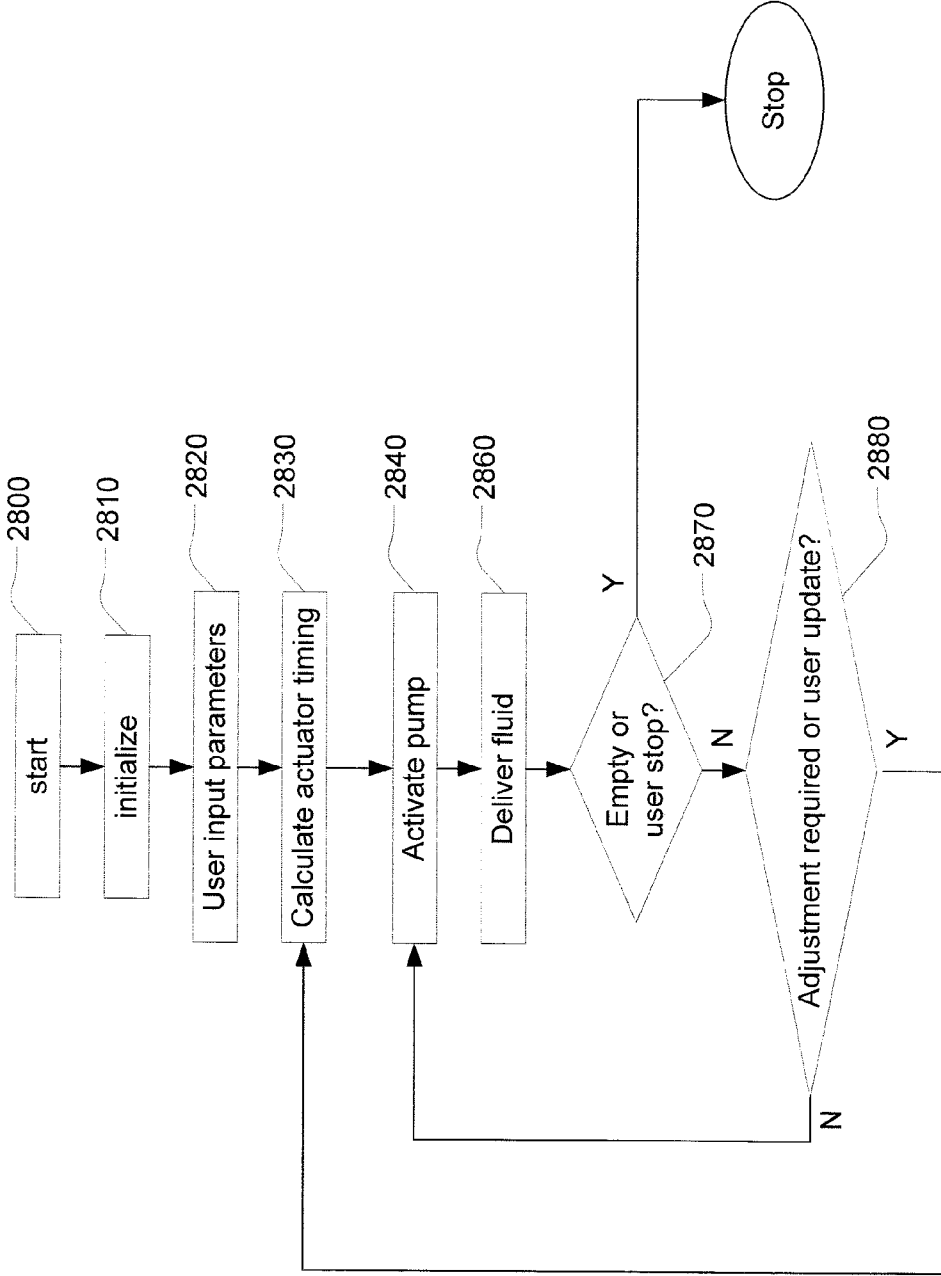 start
2800
initialize
2810
User input parameters
2820
Calculate actuator timing
2830
Activate pump
2840
Deliver fluid
2860
Empty or
user stop?
2870
Y
Stop
N
Adjustment required or user update?
2880
N
Y